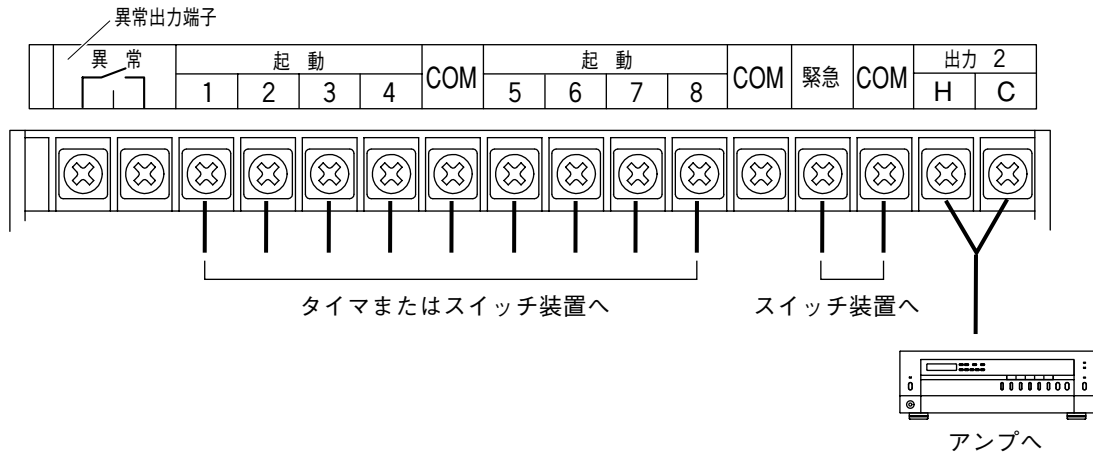 異常出力端子
異 常 起 動 COM 起 動 COM 緊急 COM 出力 2
1 2 3 4 5 6 7 8 H C
タイマまたはスイッチ装置へ スイッチ装置へ
アンプへ